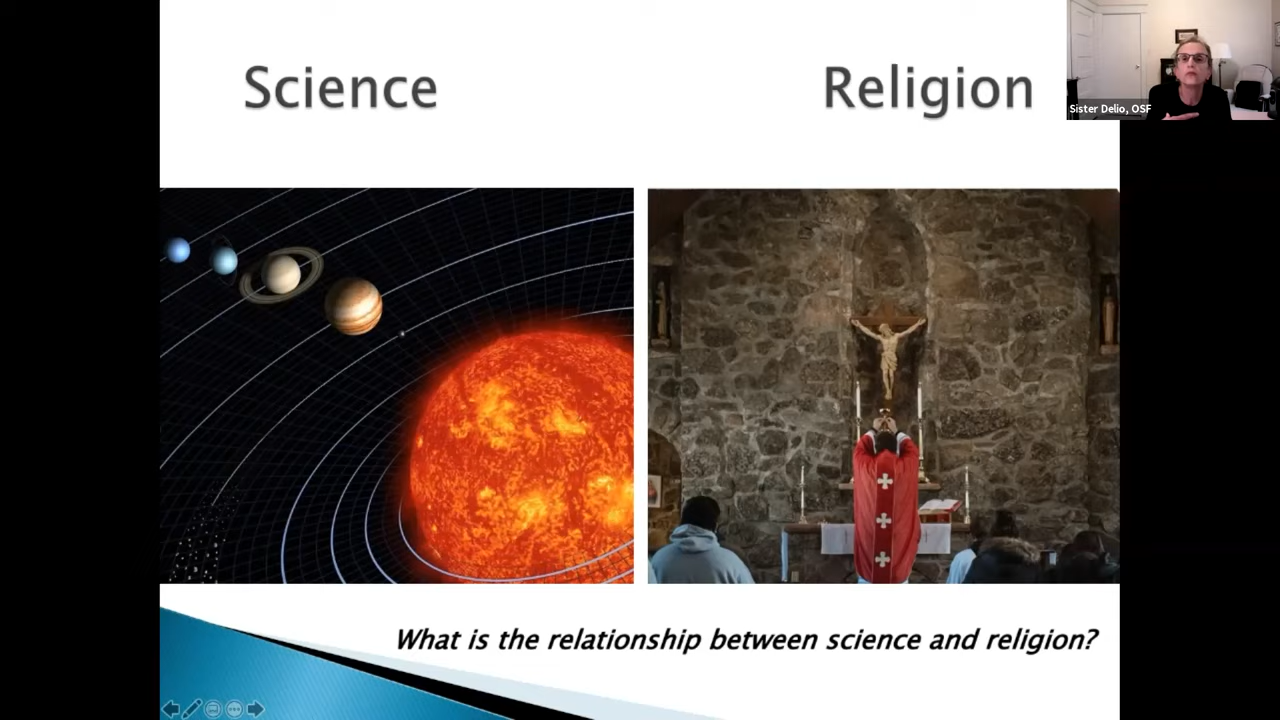 Science
Religion
Sister Delio, OSF
What is the relationship between science and religion?